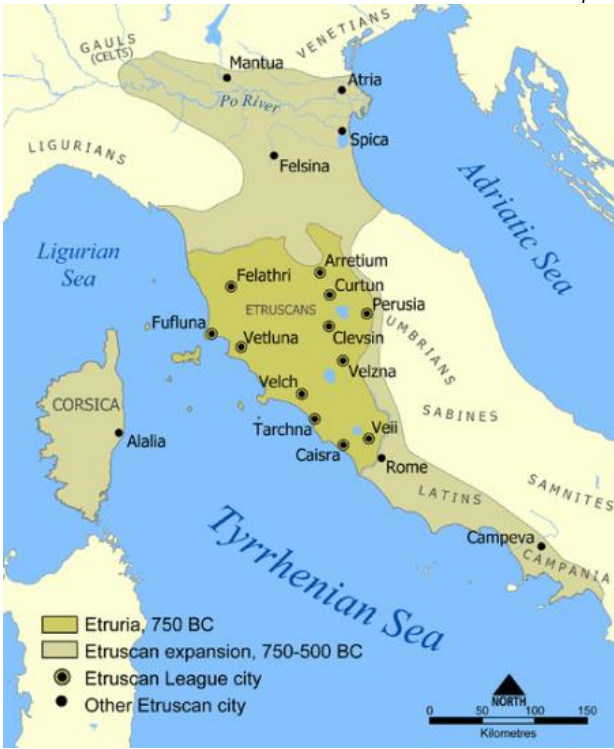 GAULS
(CELTS)
VENETIANS
Mantua
Atria
Po River
Spica
LIGURIANS
Felsina
Adriatic Sea
Ligurian
Sea
Arretium
Felathri
Curtun
ETRUSCANS
Perusia
Fufluna
Clevsin
UMBRIANS
Vetluna
Velzna
Velch
CORSICA
SABINES
Tarchna
Veii
Alalia
Caisra
Rome
LATINS
SAMNITES
Tyrrhenian Sea
Campeva
CAMPANIA
Etruria, 750 BC
Etruscan expansion, 750-500 BC
Etruscan League city
Other Etruscan city
NORTH
0 50 100 150
Kilometres